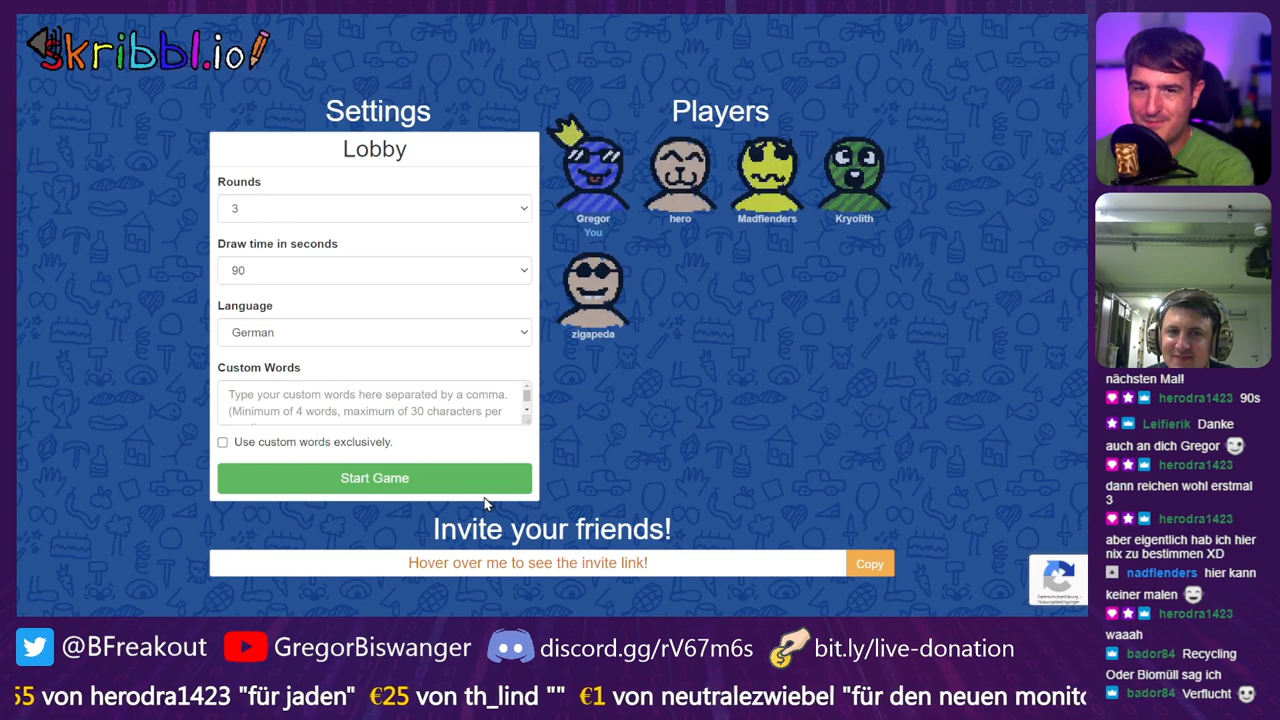 skribbl.io
Settings
Lobby
Rounds
3
Draw time in seconds
90
Language
German
Custom Words
Type your custom words here separated by a comma.
(Minimum of 4 words, maximum of 30 characters per
Use custom words exclusively.
Start Game
Players
Gregor
You
hero
Madflenders
Kryolith
zigapeda
Invite your friends!
Hover over me to see the invite link!
Copy
nächsten Mal!
herodra1423 90s
Leifierik Danke
auch an dich Gregor
herodra1423
dann reichen wohl erstmal
3
herodra1423
aber eigentlich hab ich hier
nix zu bestimmen XD
nadflenders hier kann
keiner malen
herodra1423
waaah
bador84 Recycling
Oder Biomüll sag ich
bador84 Verflucht
@BFreakout GregorBiswanger discord.gg/rV67m6s bit.ly/live-donation
55 von herodra1423 "für jaden" €25 von th_lind "" €1 von neutralezwiebel "für den neuen monito